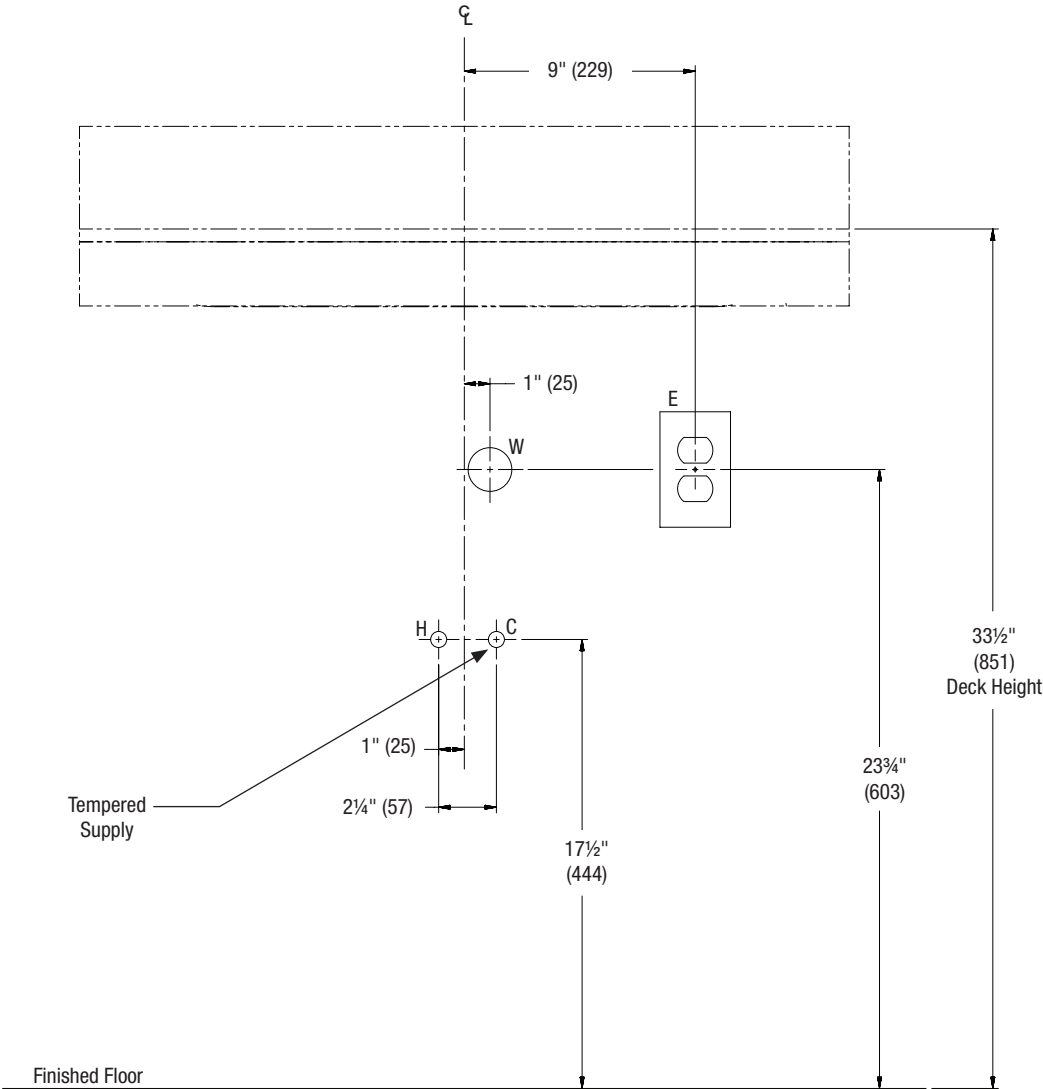 ℄
9" (229)
1" (25)
E
W
H
C
33½"
(851)
Deck Height
1" (25)
23¾"
(603)
Tempered
Supply
2¼" (57)
17½"
(444)
Finished Floor